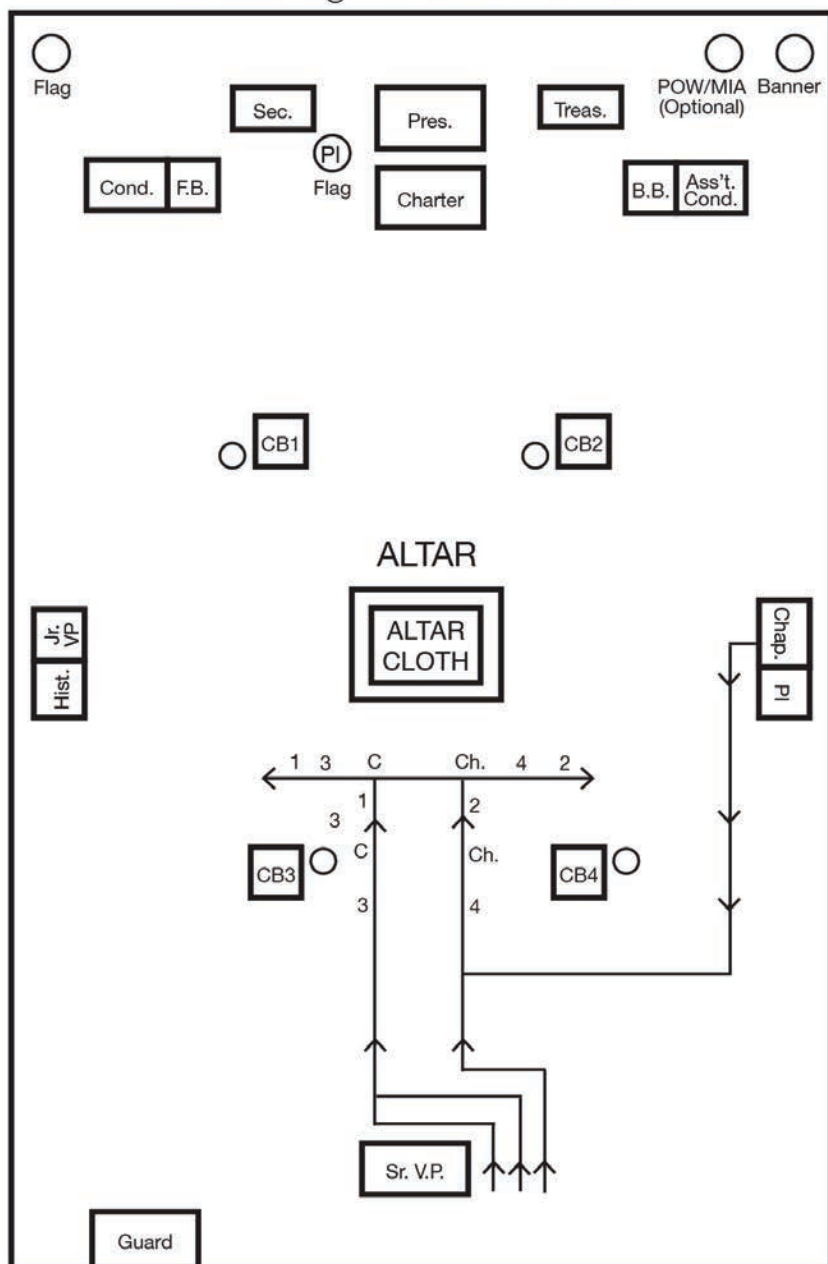 Flag
POW/MIA
(Optional)
Banner
Sec.
Pres.
Treas.
PI
Flag
Cond.
F.B.
Charter
B.B.
Ass't.
Cond.
CB1
CB2
ALTAR
ALTAR
CLOTH
Jr.
VP
Hist.
Chap.
PI
1 3 C Ch. 4 2
1
2
3
C
Ch.
CB3
CB4
3
4
Sr. V.P.
Guard